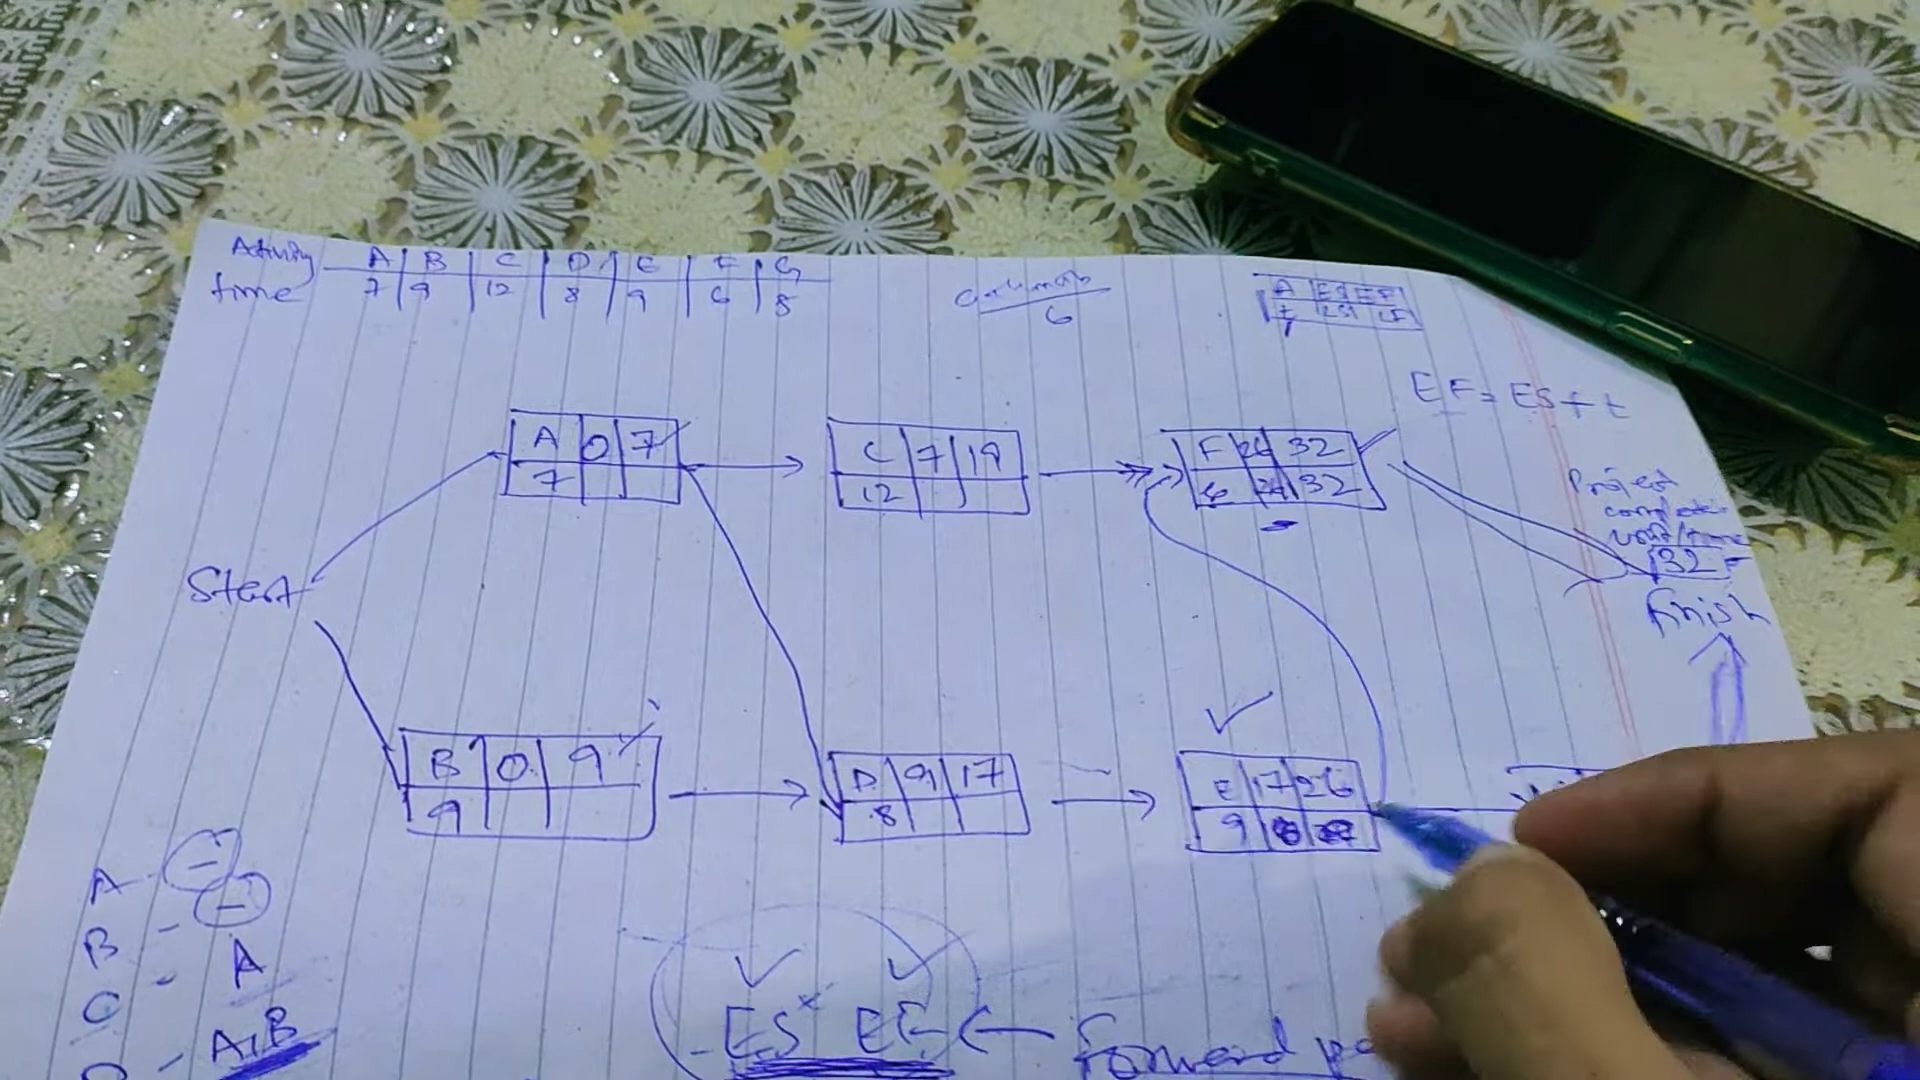 Activity A B C D E F G
time 7 9 12 8 9 6 8
6
A ES EF
t LS LF
EF = ES + t
A 0 7
7
C 7 19
12
F 26 32
6 26 32
Project
complete
32
Start
finish
B 0 9
9
D 9 17
8
E 17 26
9
A -
B -
C - A
D - A,B
ES EF ← Forward